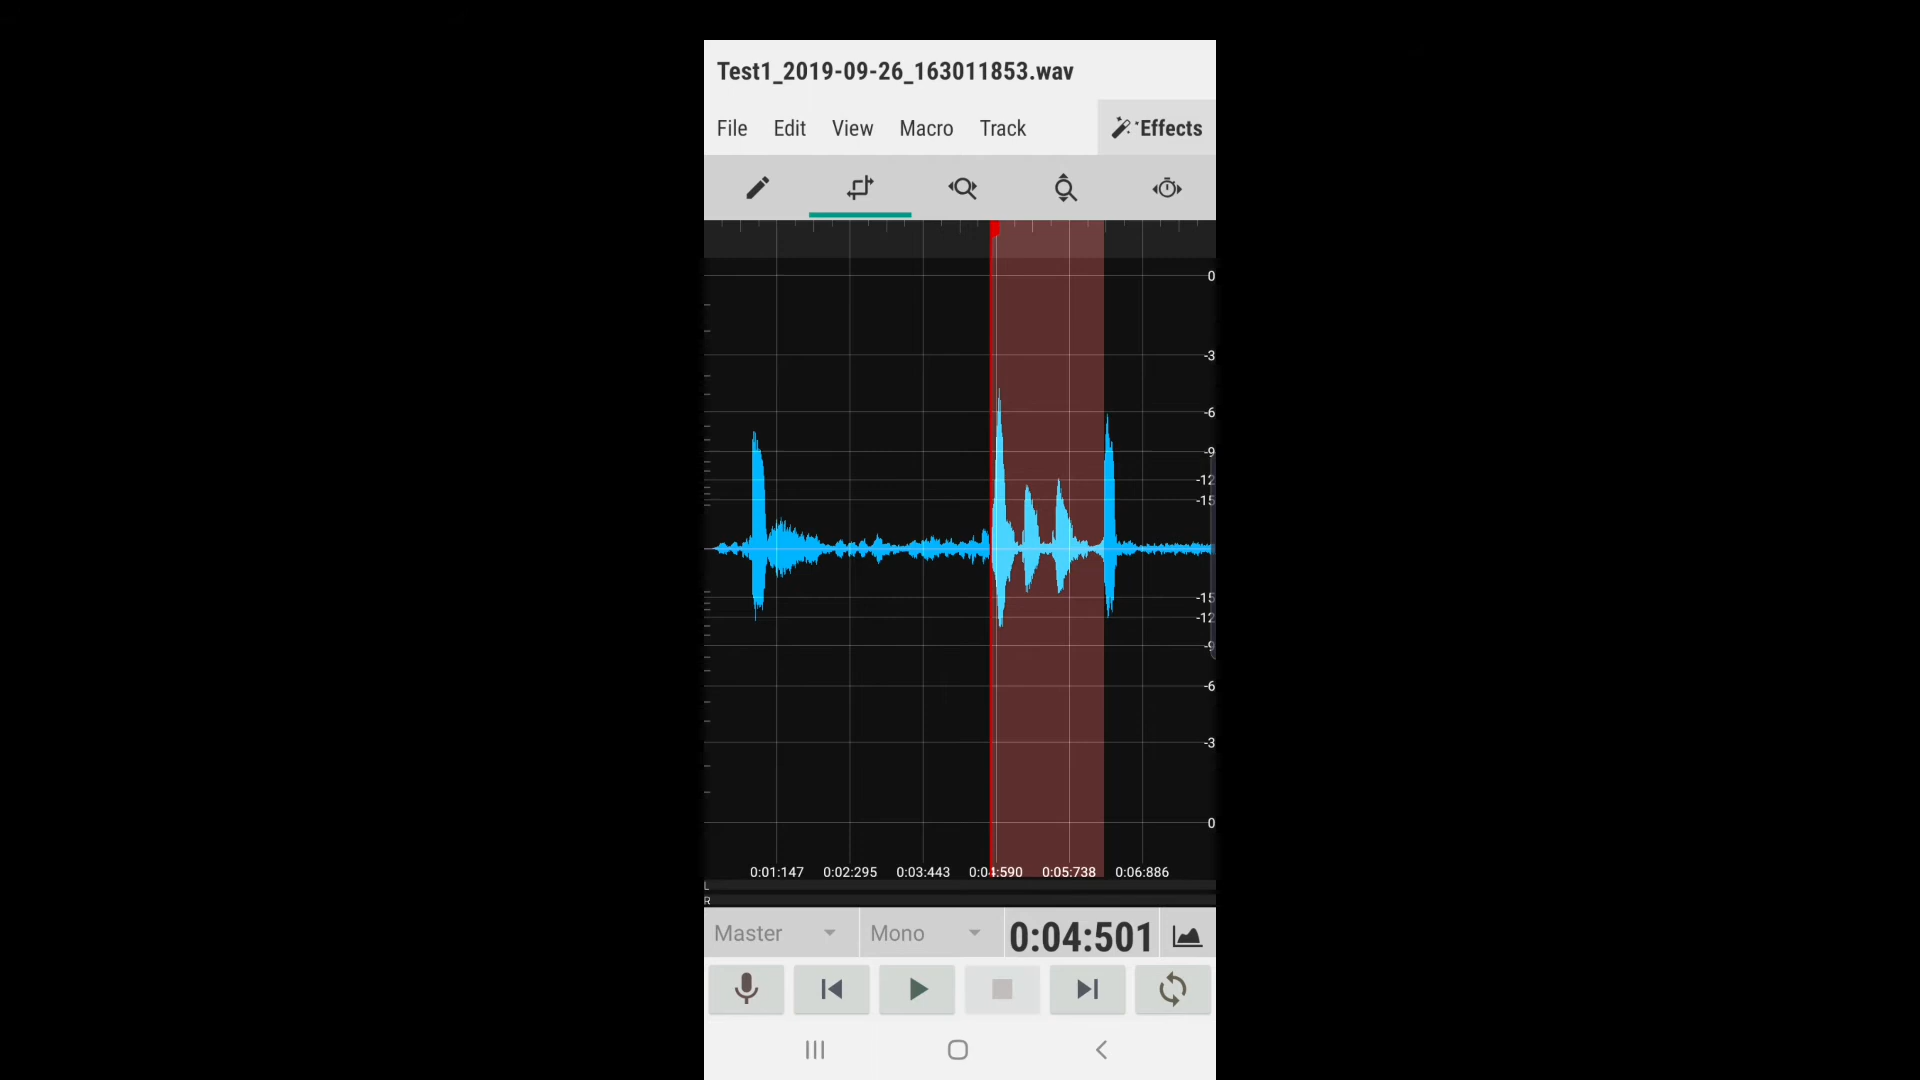 Test1_2019-09-26_163011853.wav
File Edit View Macro Track Effects
0
-3
-6
-9
-12
-15
-15
-12
-9
-6
-3
0
0:01:147 0:02:295 0:03:443 0:04:590 0:05:738 0:06:886
L
R
Master Mono 0:04:501